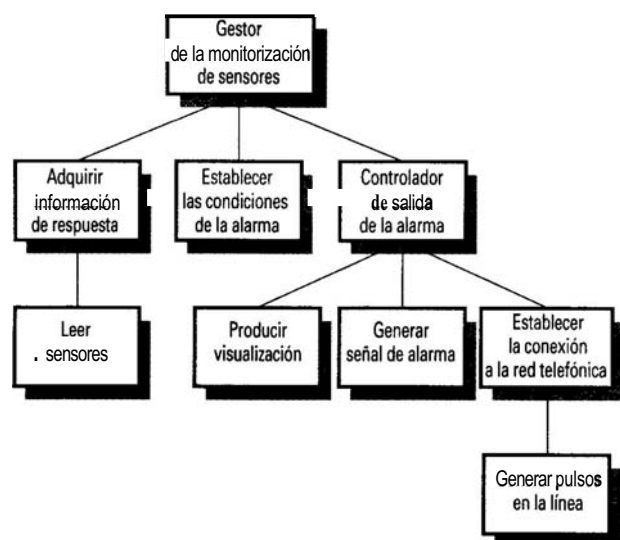 Gestor
de la monitorización
de sensores
Adquirir
información
de respuesta
Establecer
las condiciones
de la alarma
Controlador
de salida
de la alarma
Leer
. sensores
Producir
visualización
Generar
señal de alarma
Establecer
la conexión
a la red telefónica
Generar pulsos
en la línea